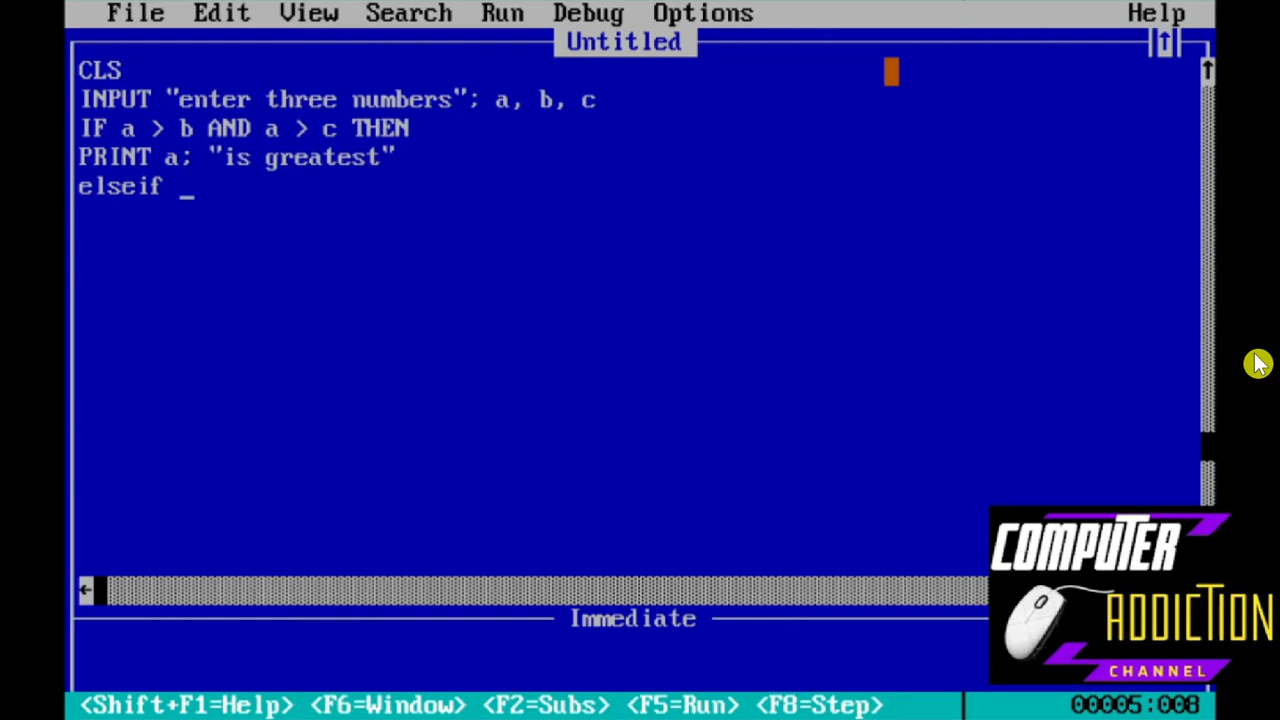 File Edit View Search Run Debug Options Help
Untitled
CLS
INPUT "enter three numbers"; a, b, c
IF a > b AND a > c THEN
PRINT a; "is greatest"
elseif _
Immediate
COMPUTER
ADDICTION
CHANNEL
<Shift+F1=Help> <F6=Window> <F2=Subs> <F5=Run> <F8=Step> 00005:008